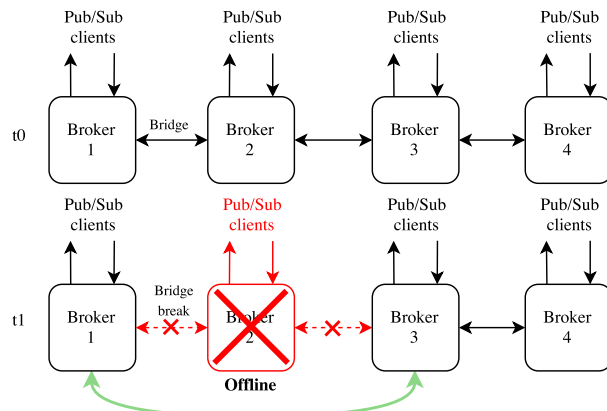 Pub/Sub
clients
Pub/Sub
clients
Pub/Sub
clients
Pub/Sub
clients
t0
Broker
1
Bridge
Broker
2
Broker
3
Broker
4
Pub/Sub
clients
Pub/Sub
clients
Pub/Sub
clients
Pub/Sub
clients
t1
Broker
1
Bridge
break
Broker
2
Offline
Broker
3
Broker
4